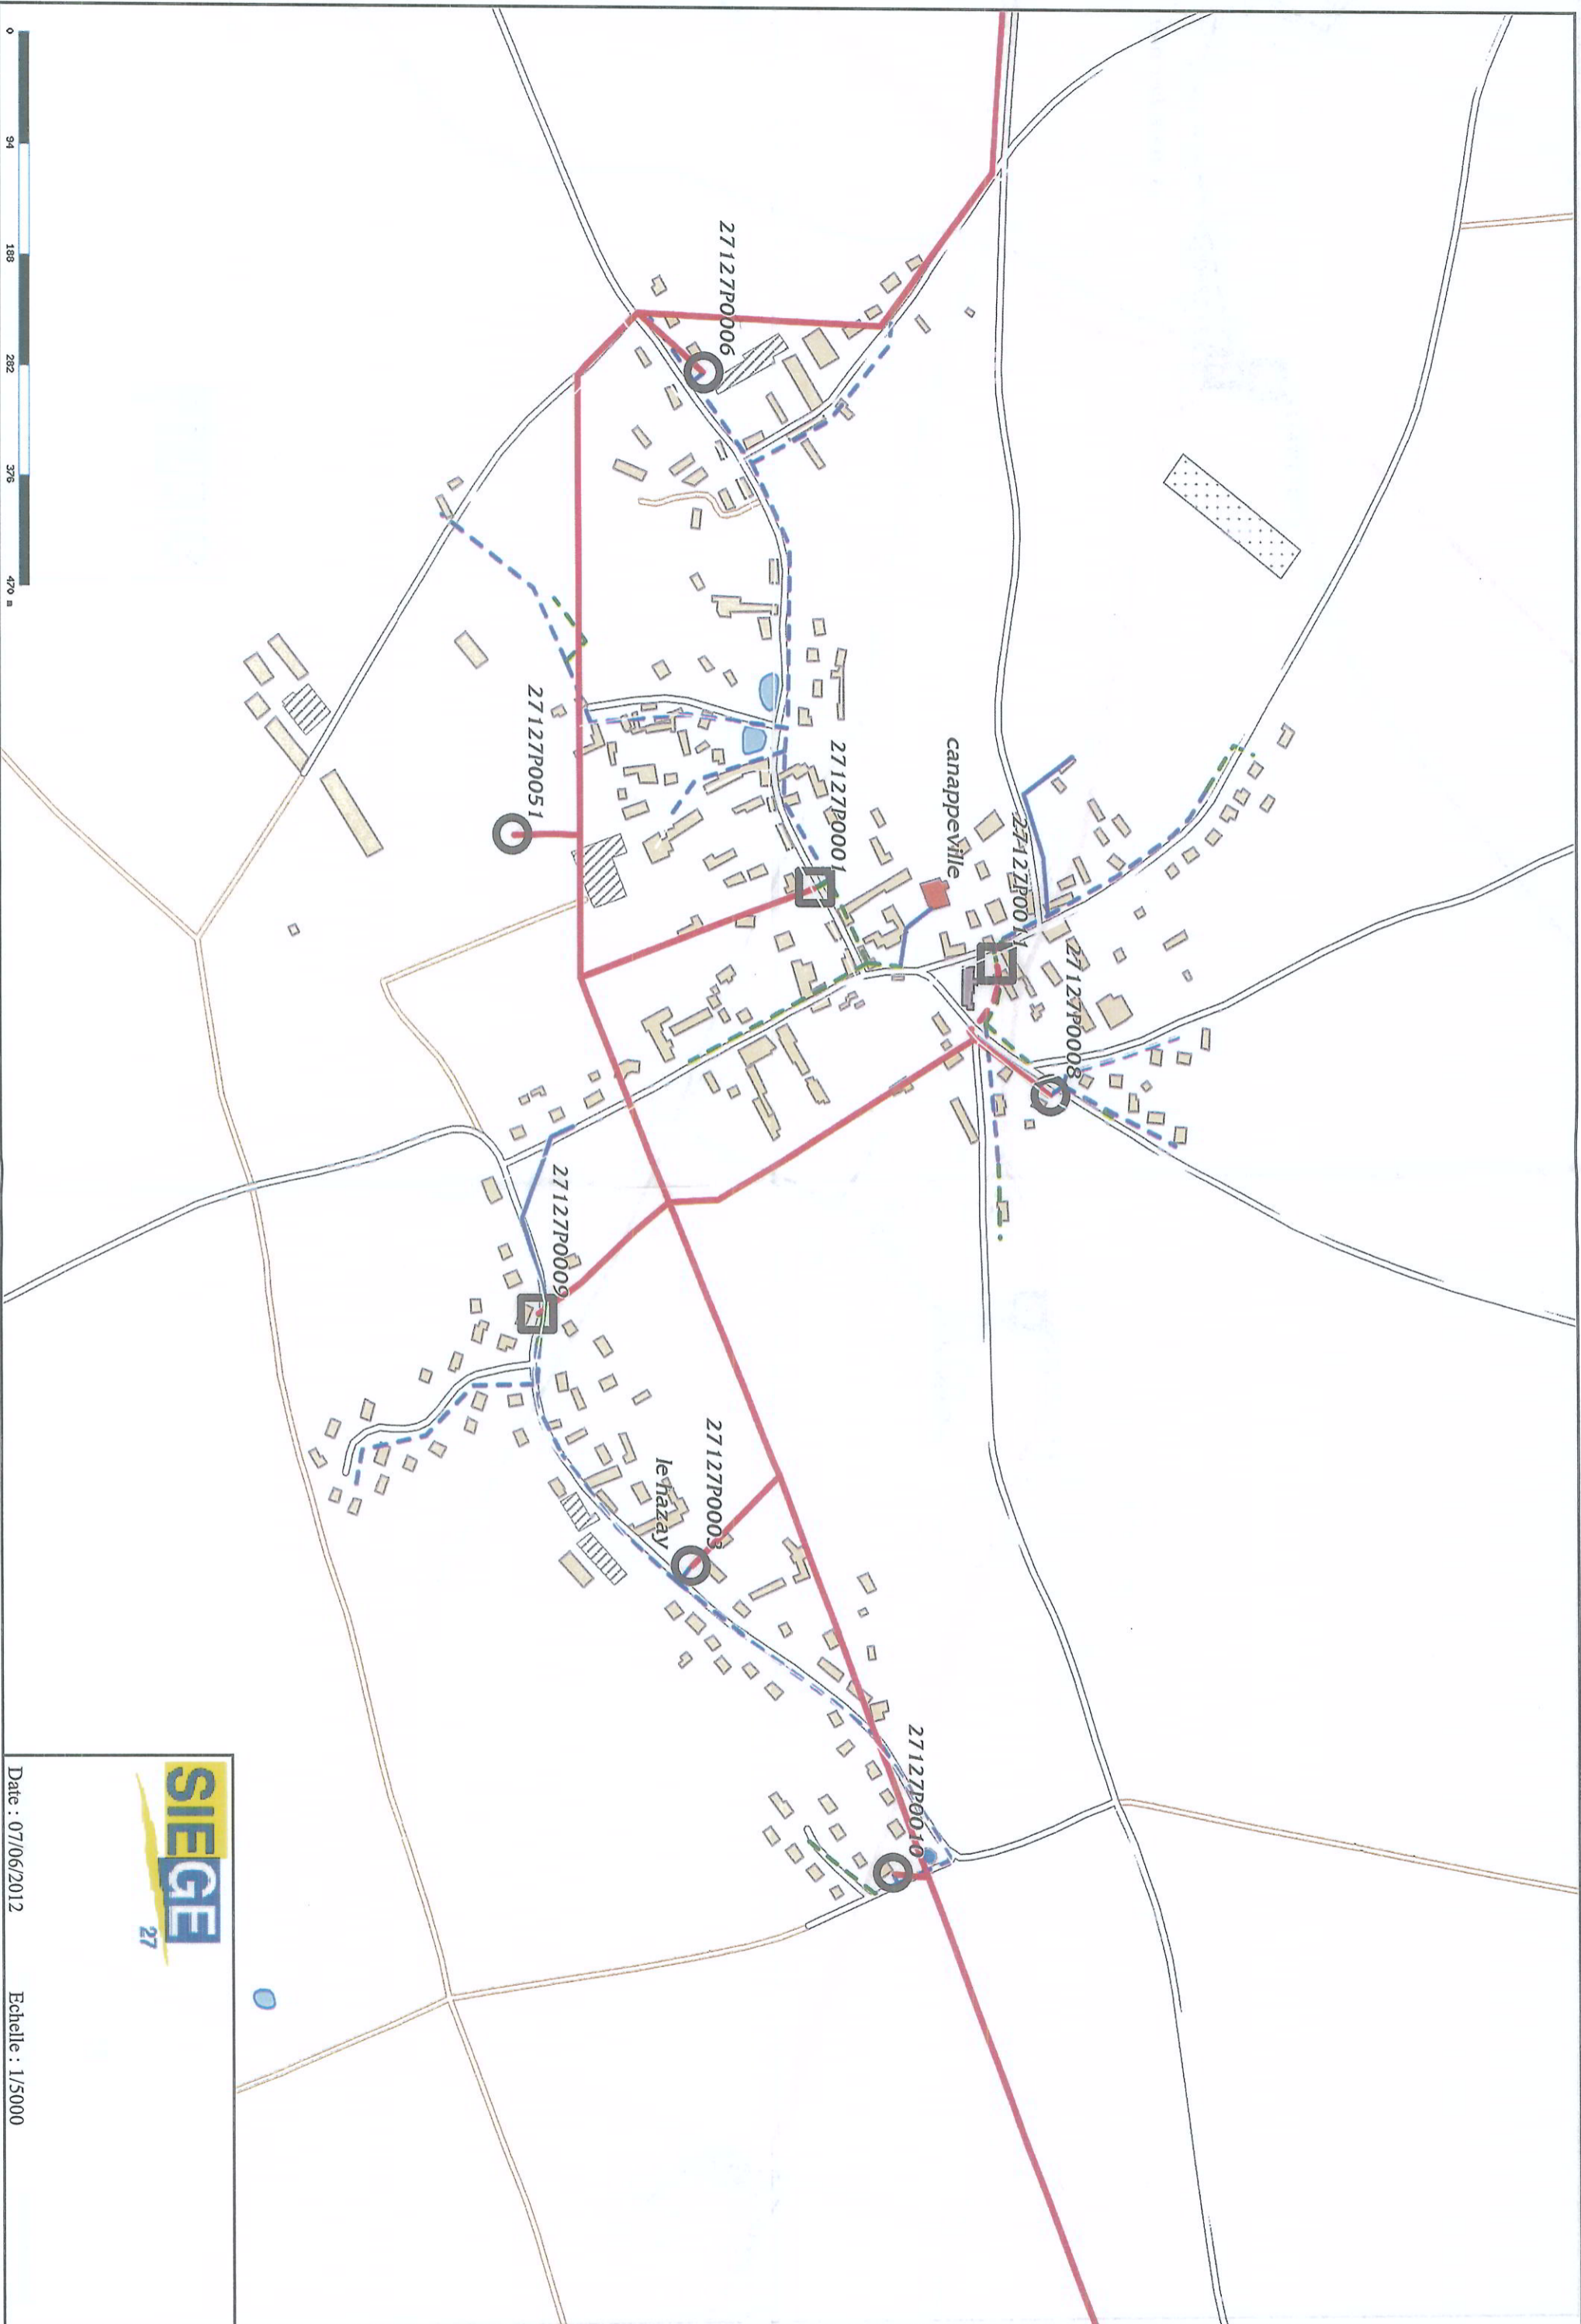 27127P0010
27127P0008
27127P0011
canappeville
27127P0001
27127P0006
27127P0003
le hazay
27127P0009
27127P0051
SIEGE
27
0 94 188 282 376 470 m
Date : 07/06/2012 Echelle : 1/5000